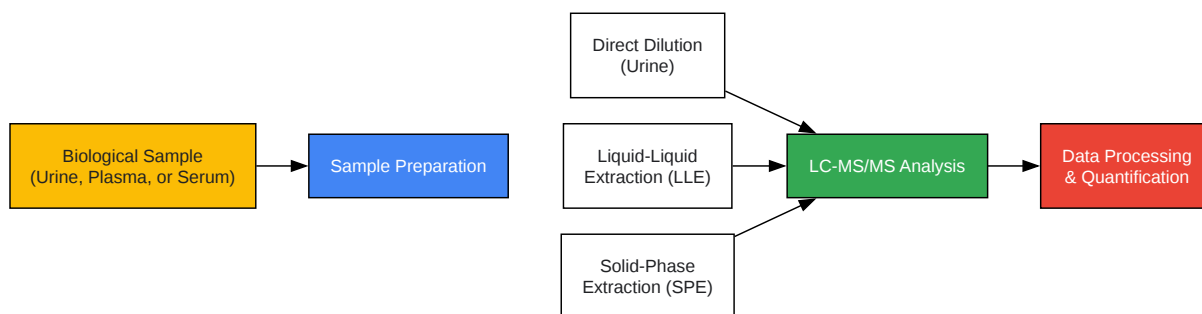 Biological Sample
(Urine, Plasma, or Serum)
Sample Preparation
Direct Dilution
(Urine)
Liquid-Liquid
Extraction (LLE)
Solid-Phase
Extraction (SPE)
LC-MS/MS Analysis
Data Processing
& Quantification